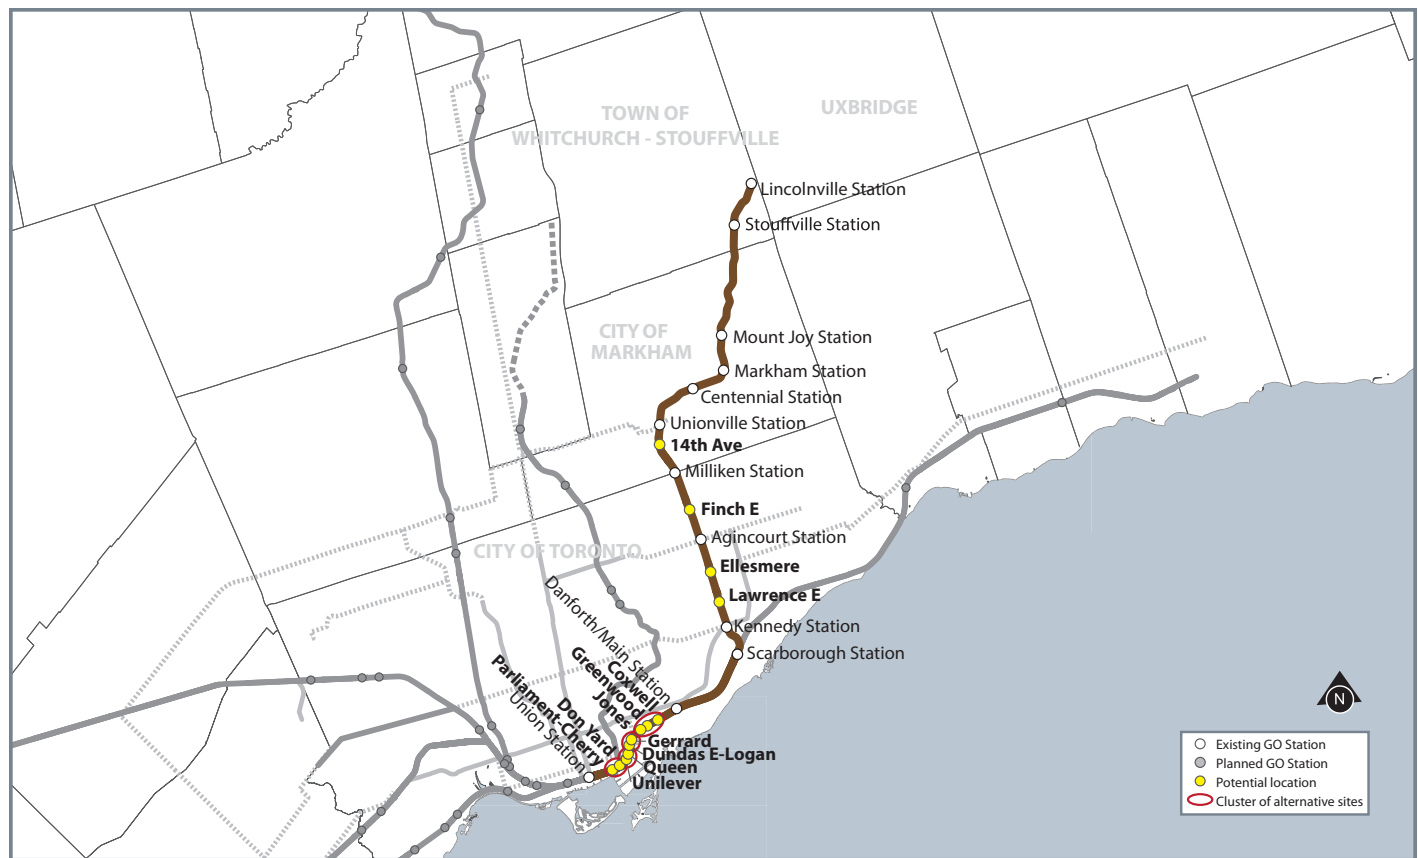 TOWN OF
WHITCHURCH - STOUFFVILLE
UXBRIDGE
Lincolnville Station
Stouffville Station
CITY OF
MARKHAM
Mount Joy Station
Markham Station
Centennial Station
Unionville Station
14th Ave
Milliken Station
Finch E
Agincourt Station
CITY OF TORONTO
Ellesmere
Lawrence E
Kennedy Station
Scarborough Station
Danforth/Main Station
Coxwell
Greenwood
Jones
Don Yard
Parliament-Cherry
Union Station
Gerrard
Dundas E-Logan
Queen
Unilever
N
Existing GO Station
Planned GO Station
Potential location
Cluster of alternative sites